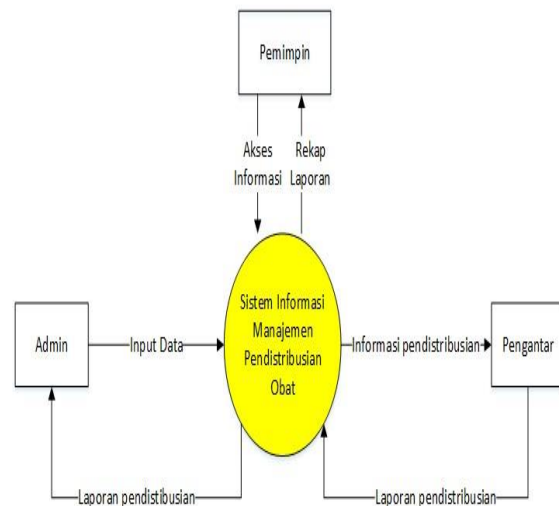 Pemimpin
Akses
Informasi
Rekap
Laporan
Sistem Informasi
Manajemen
Pendistribusian
Obat
Admin
Input Data
Informasi pendistribusian
Pengantar
Laporan pendistibusian
Laporan pendistribusian